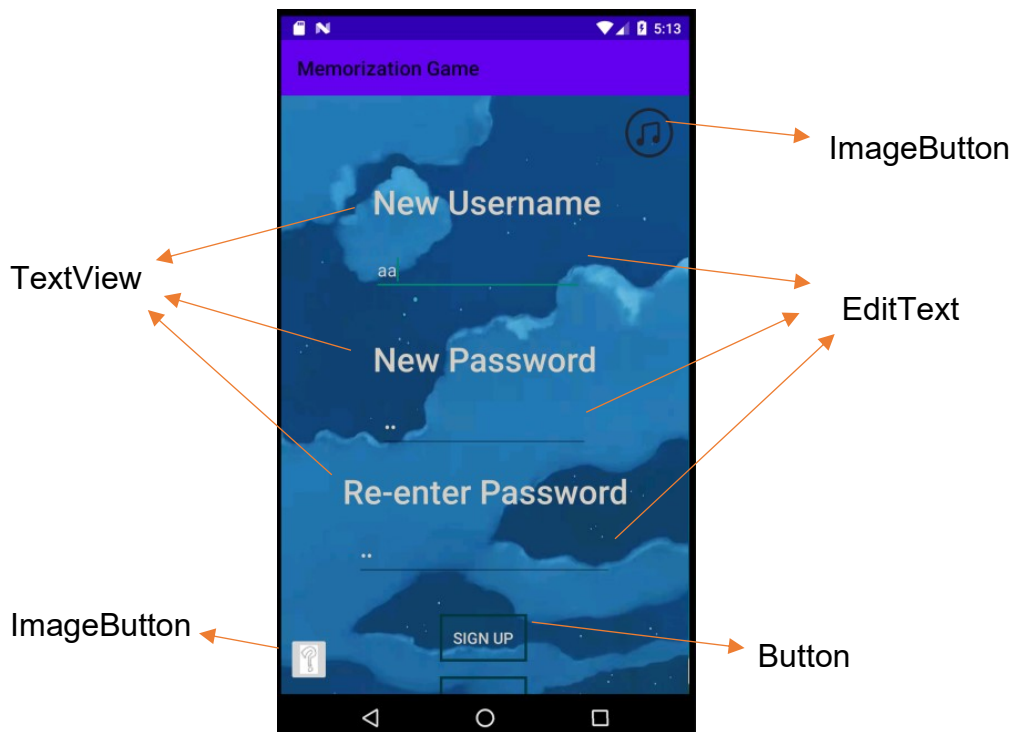 5:13
Memorization Game
ImageButton
New Username
aa
TextView
EditText
New Password
Re-enter Password
ImageButton
SIGN UP
Button